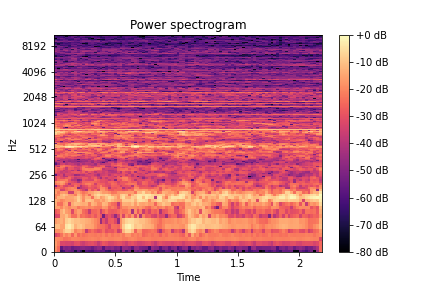 Power spectrogram
8192
4096
2048
1024
512
256
128
64
0
Hz
0 0.5 1 1.5 2
Time
+0 dB
-10 dB
-20 dB
-30 dB
-40 dB
-50 dB
-60 dB
-70 dB
-80 dB